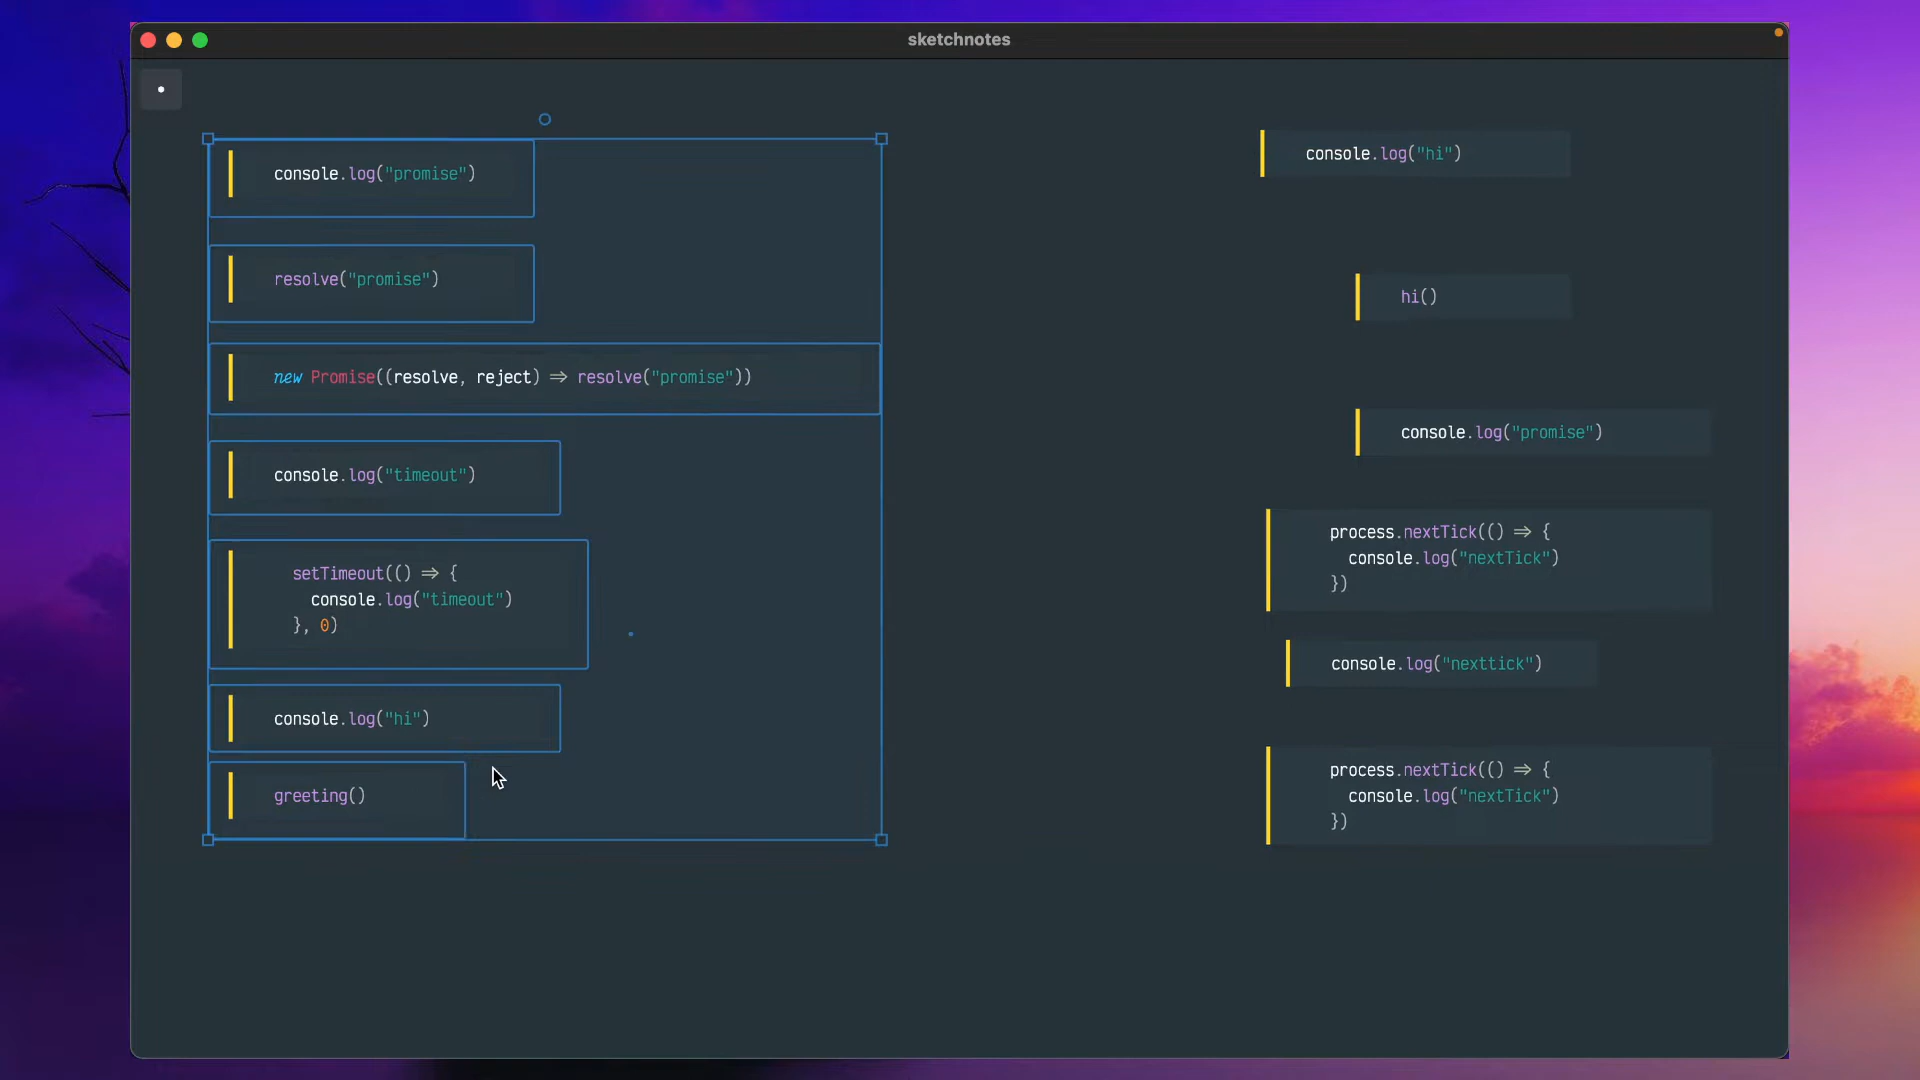 sketchnotes
console.log("promise")
resolve("promise")
new Promise((resolve, reject) => resolve("promise"))
console.log("timeout")
setTimeout(() => {
console.log("timeout")
}, 0)
console.log("hi")
greeting()
console.log("hi")
hi()
console.log("promise")
process.nextTick(() => {
console.log("nextTick")
})
console.log("nexttick")
process.nextTick(() => {
console.log("nextTick")
})